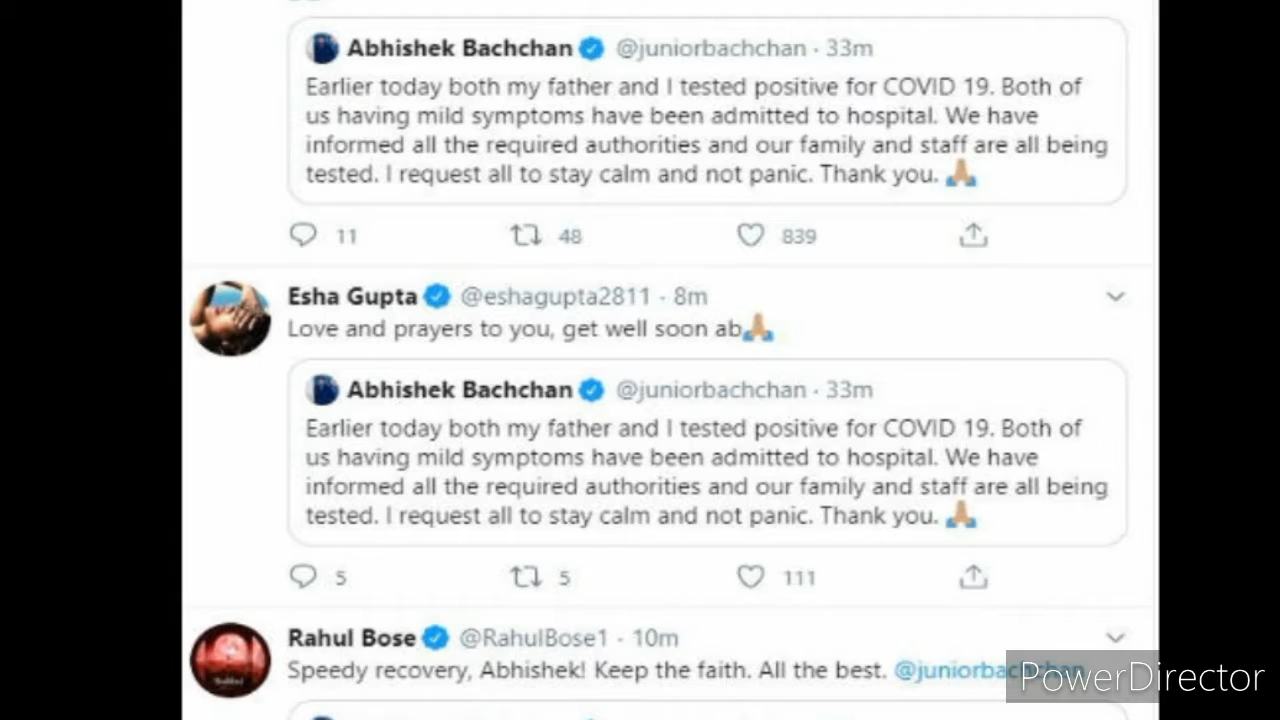 Abhishek Bachchan @juniorbachchan · 33m
Earlier today both my father and I tested positive for COVID 19. Both of
us having mild symptoms have been admitted to hospital. We have
informed all the required authorities and our family and staff are all being
tested. I request all to stay calm and not panic. Thank you. 🙏🏽
11 48 839
Esha Gupta @eshagupta2811 · 8m
Love and prayers to you, get well soon ab🙏🏽
Abhishek Bachchan @juniorbachchan · 33m
Earlier today both my father and I tested positive for COVID 19. Both of
us having mild symptoms have been admitted to hospital. We have
informed all the required authorities and our family and staff are all being
tested. I request all to stay calm and not panic. Thank you. 🙏🏽
5 5 111
Rahul Bose @RahulBose1 · 10m
Speedy recovery, Abhishek! Keep the faith. All the best. @juniorbachchan
PowerDirector